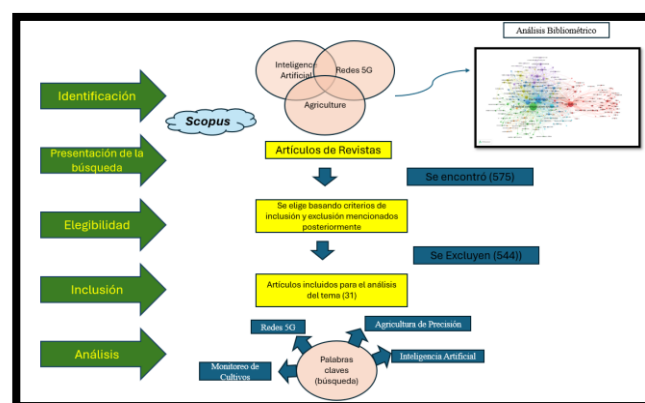 Análisis Bibliométrico
Inteligencia
Artificial
Redes 5G
Agriculture
Identificación
Scopus
Presentación de la
búsqueda
Artículos de Revistas
Se encontró (575)
Elegibilidad
Se elige basando criterios de
inclusión y exclusión mencionados
posteriormente
Se Excluyen (544))
Inclusión
Artículos incluidos para el análisis
del tema (31)
Análisis
Redes 5G
Agricultura de Precisión
Monitoreo de
Cultivos
Palabras
claves
(búsqueda)
Inteligencia Artificial